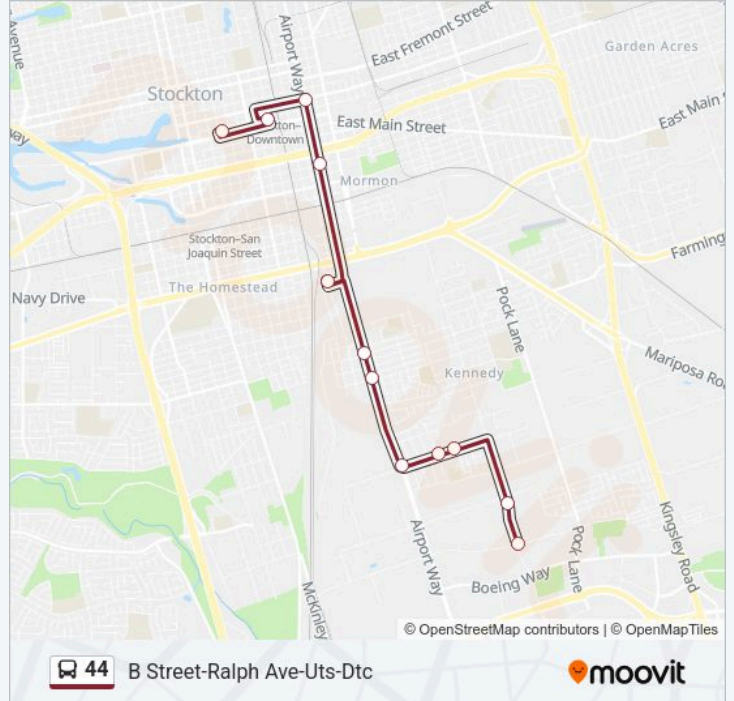 Avenue
Airport Way
East Fremont Street
Garden Acres
Stockton
way
East Main Street
East Main
Downtown
Mormon
Stockton–San
Joaquin Street
Farming
The Homestead
Navy Drive
Pock Lane
Mariposa Ro
Kennedy
Airport Way
Pock Lane
Kingsley Road
Boeing Way
McKinley
© OpenStreetMap contributors | © OpenMapTiles
44 B Street-Ralph Ave-Uts-Dtc
moovit